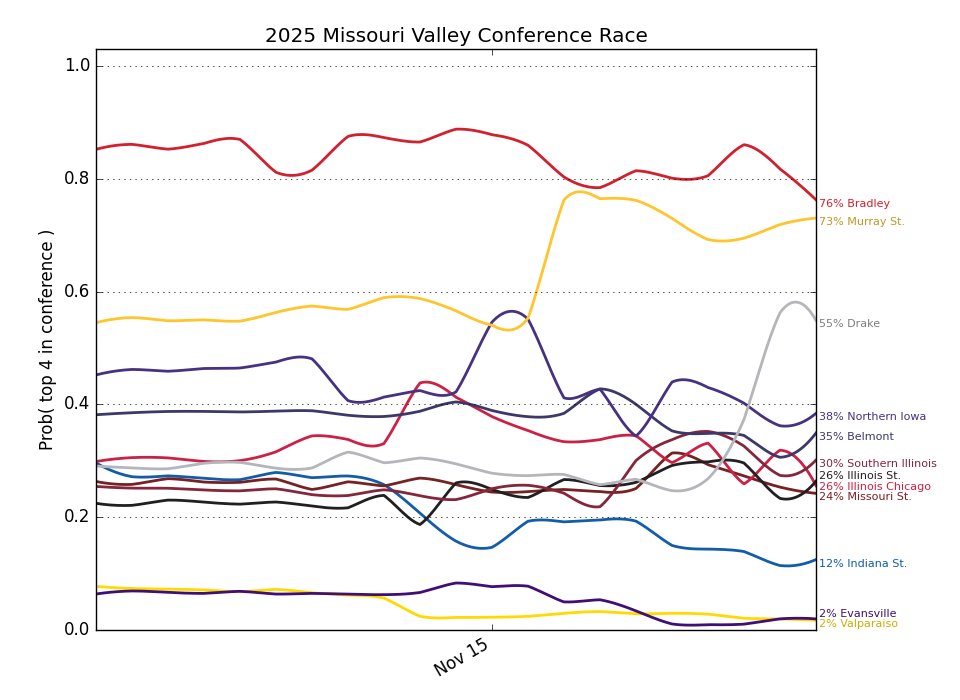 2025 Missouri Valley Conference Race
1.0
0.8
0.6
0.4
0.2
0.0
Prob( top 4 in conference )
Nov 15
76% Bradley
73% Murray St.
55% Drake
38% Northern Iowa
35% Belmont
30% Southern Illinois
26% Illinois St.
26% Illinois Chicago
24% Missouri St.
12% Indiana St.
2% Evansville
2% Valparaiso